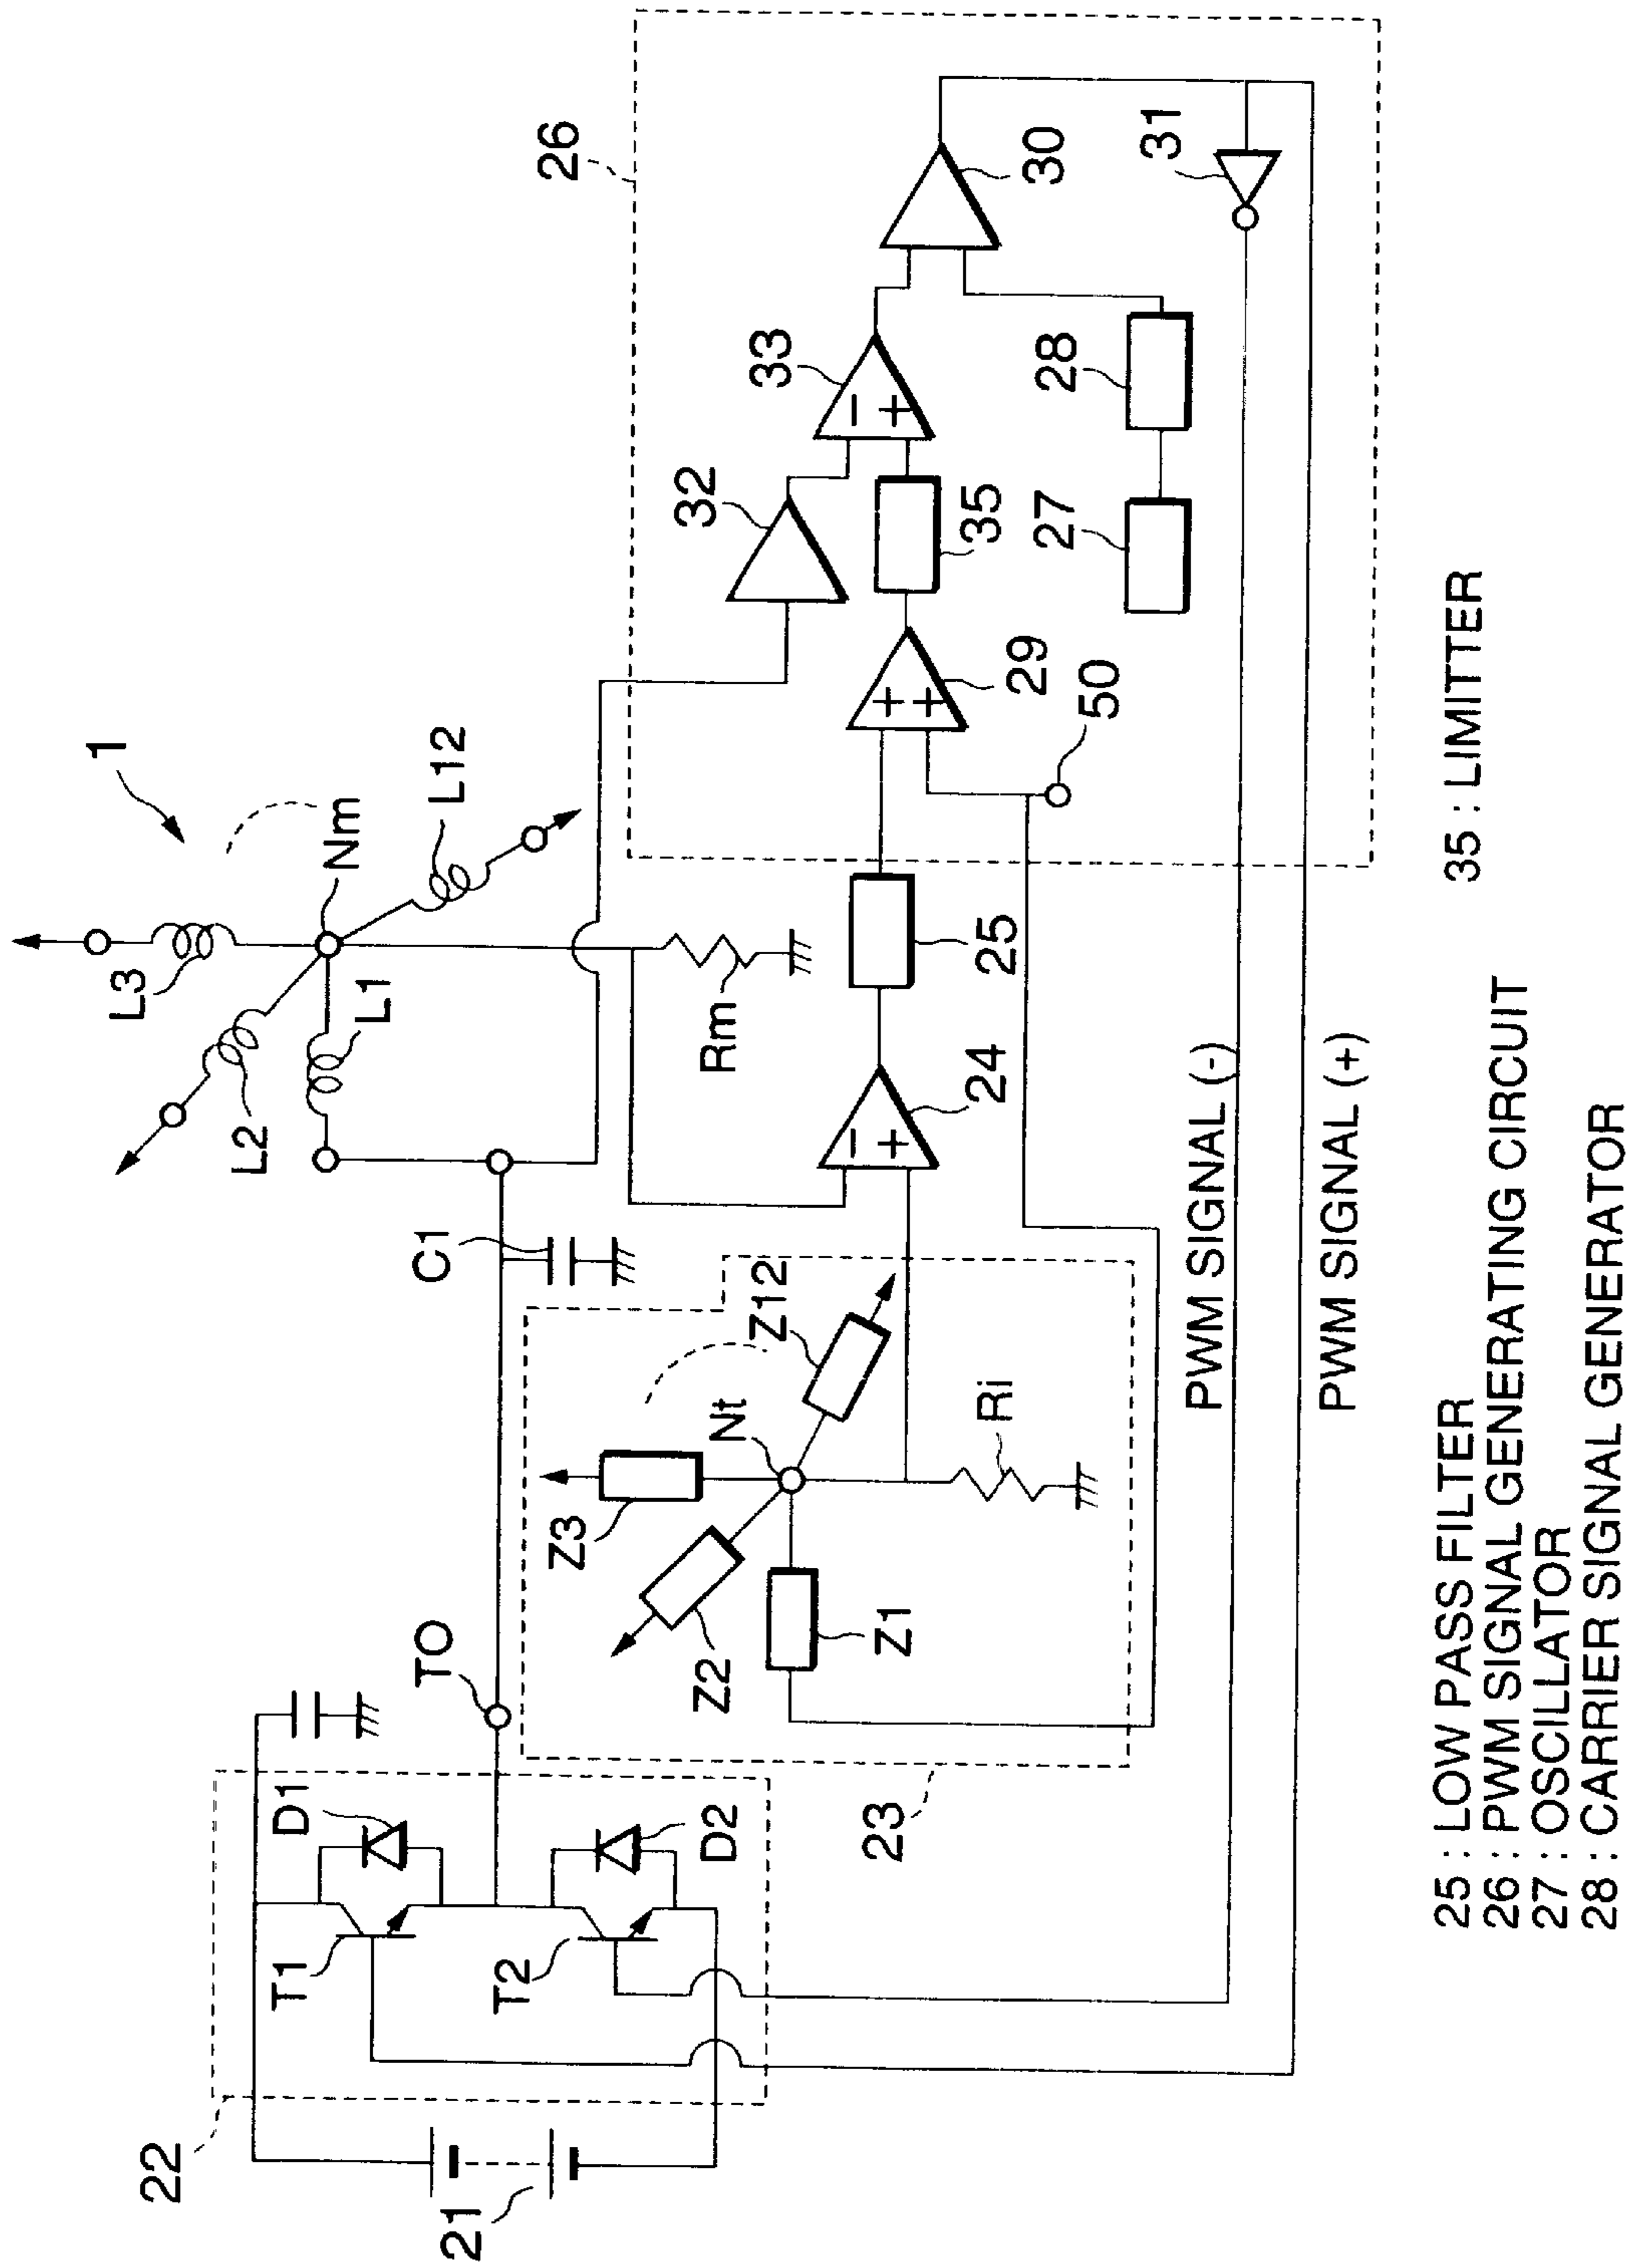 1
L3
Nm
L12
L2
L1
26
32
33
30
31
35
28
27
29
50
25
24
Rm
C1
TO
Z12
Nt
Z3
Z2
Z1
Ri
23
22
D1
D2
T1
T2
21
−
+
−
+
+
+
PWM SIGNAL (-)
PWM SIGNAL (+)
25 : LOW PASS FILTER
26 : PWM SIGNAL GENERATING CIRCUIT
27 : OSCILLATOR
28 : CARRIER SIGNAL GENERATOR
35 : LIMITTER